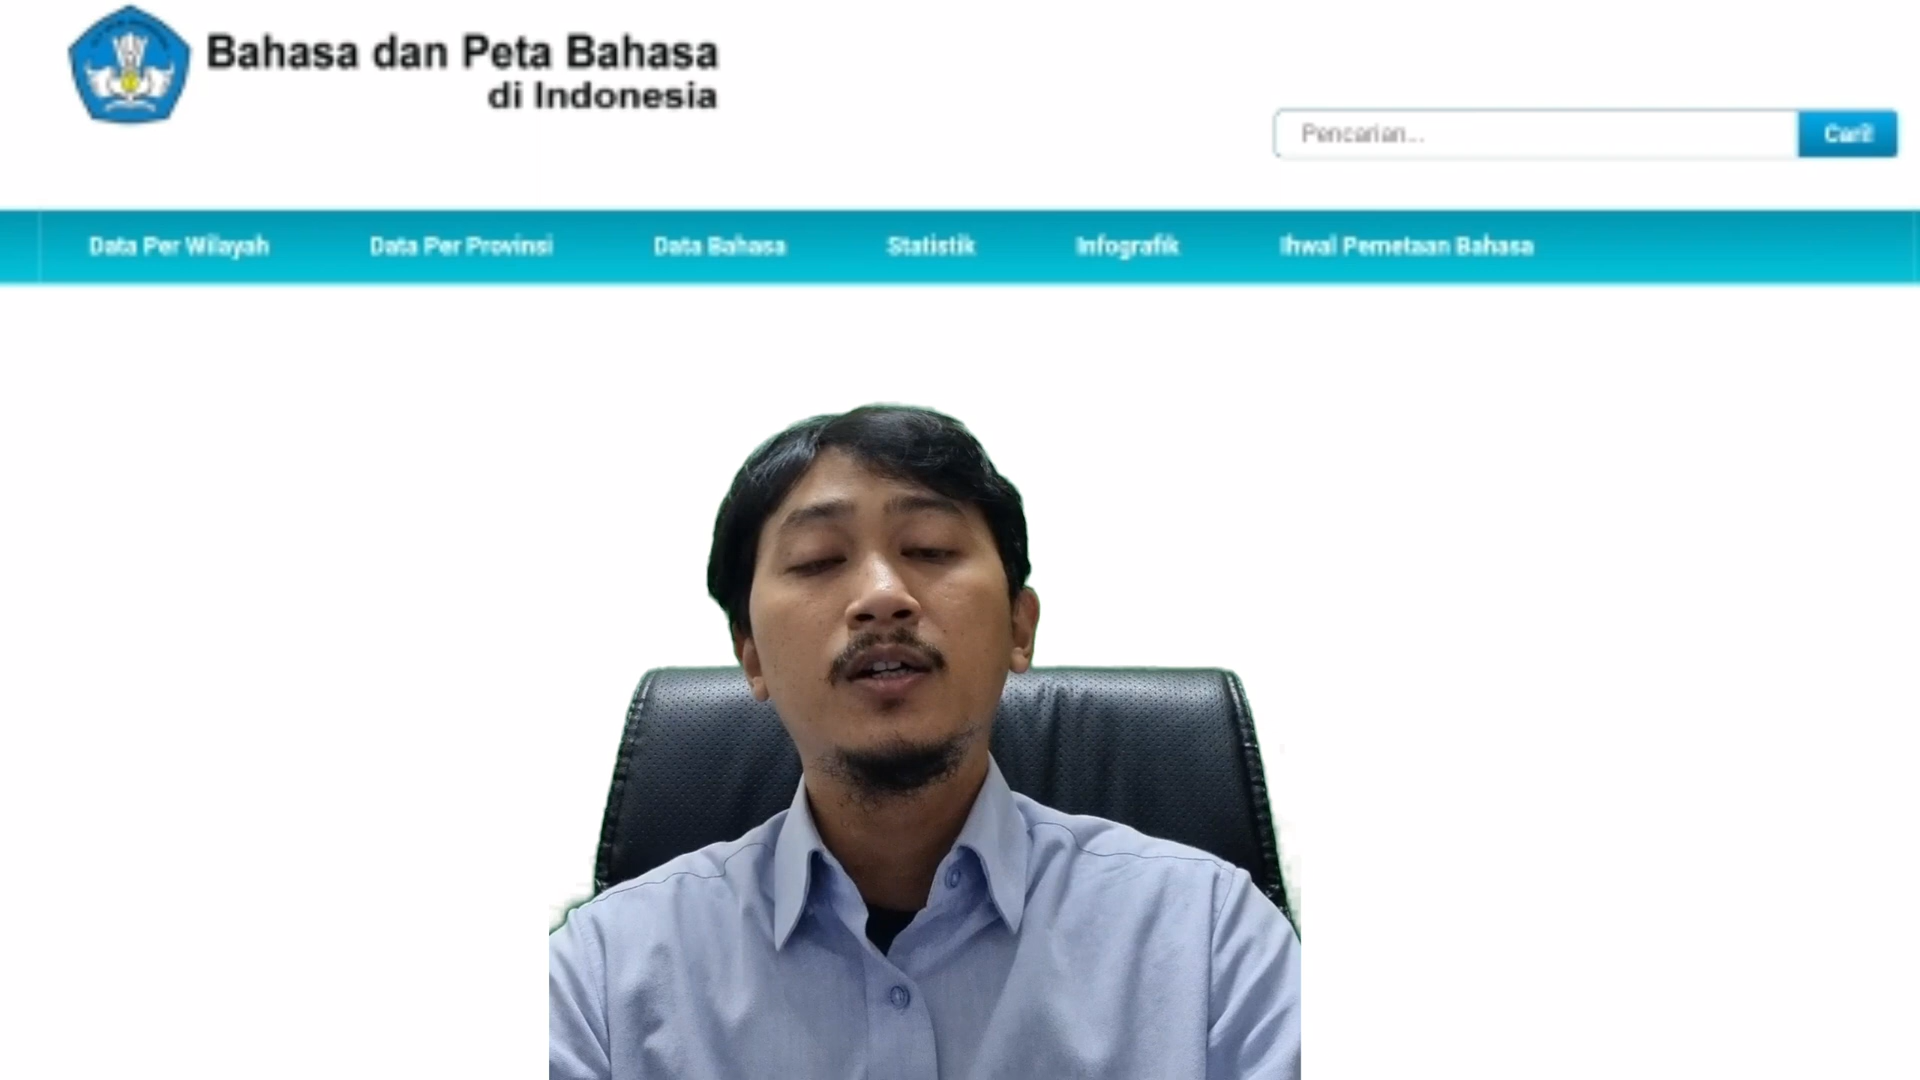 Bahasa dan Peta Bahasa
di Indonesia
Pencarian...
Cari!
Data Per Wilayah
Data Per Provinsi
Data Bahasa
Statistik
Infografik
Ihwal Pemetaan Bahasa